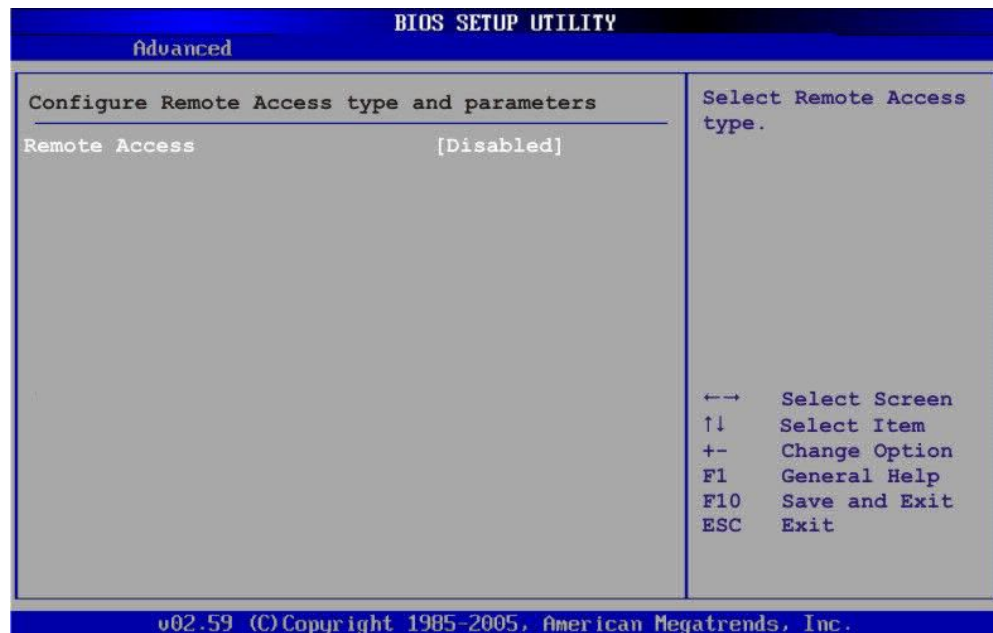 BIOS SETUP UTILITY
Advanced
Configure Remote Access type and parameters
Remote Access [Disabled]
Select Remote Access
type.
←→ Select Screen
↑↓ Select Item
+- Change Option
F1 General Help
F10 Save and Exit
ESC Exit
v02.59 (C)Copyright 1985-2005, American Megatrends, Inc.